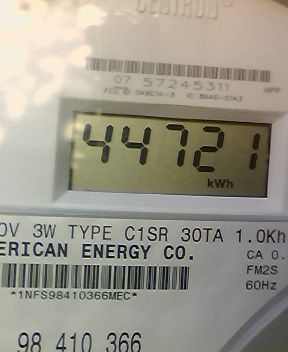 CENTRON®
07 57245311
44721
kWh
0V 3W TYPE C1SR 30TA 1.0Kh
ERICAN ENERGY CO.
CA 0.
FM2S
*1NFS98410366MEC*
60Hz
98 410 366